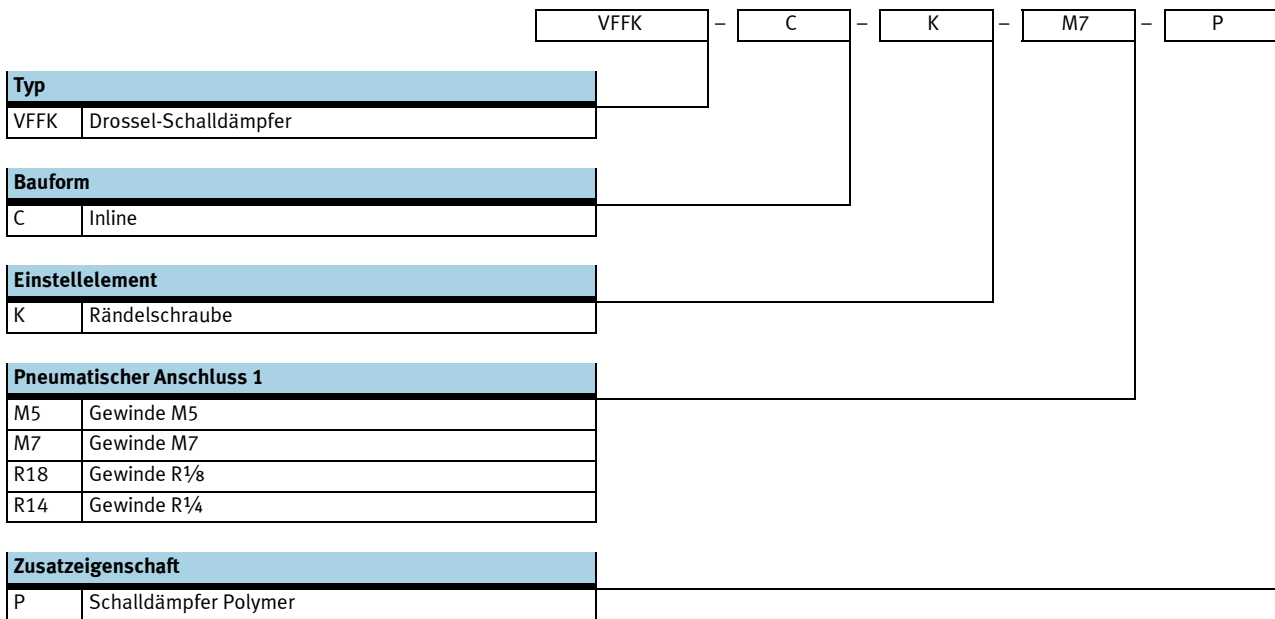 VFFK – C – K – M7 – P
Typ
VFFK Drossel-Schalldämpfer
Bauform
C Inline
Einstellelement
K Rändelschraube
Pneumatischer Anschluss 1
M5 Gewinde M5
M7 Gewinde M7
R18 Gewinde R⅛
R14 Gewinde R¼
Zusatzeigenschaft
P Schalldämpfer Polymer